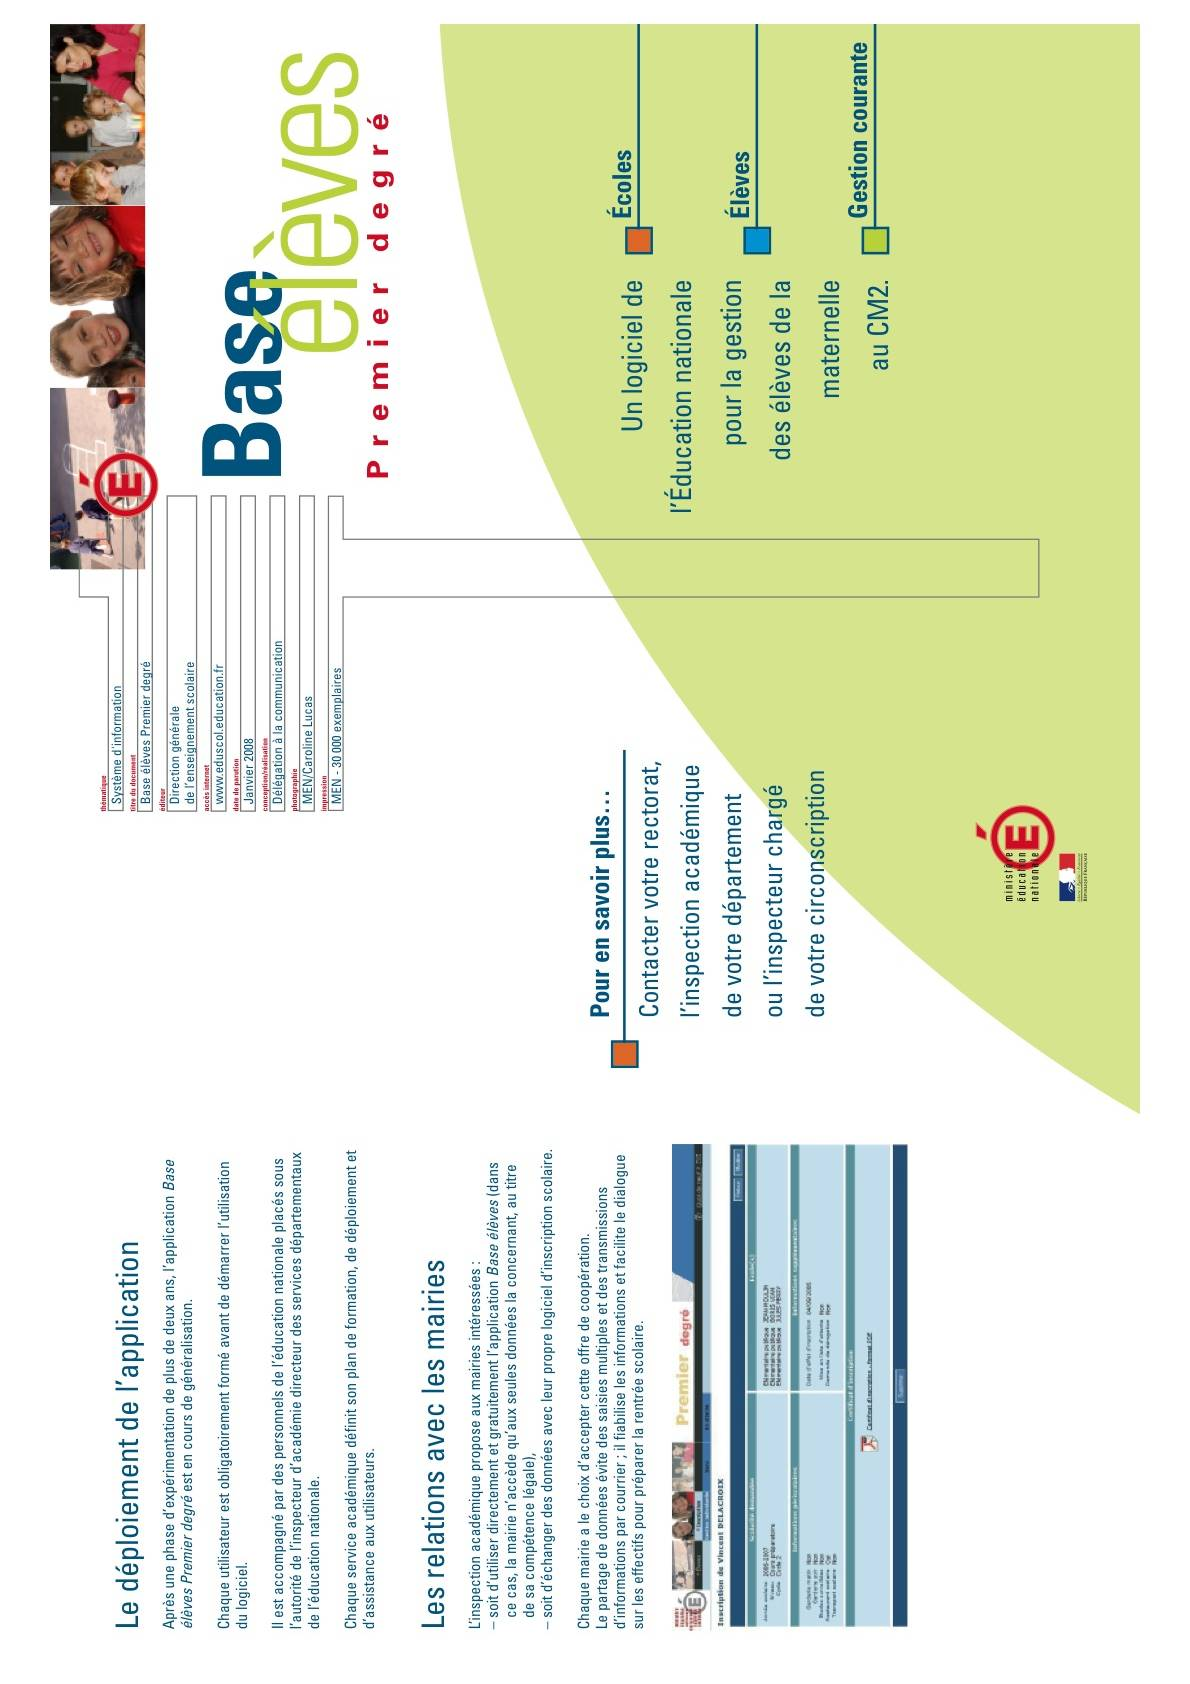 Le déploiement de l'application
Après une phase d'expérimentation de plus de deux ans, l'application Base
élèves Premier degré est en cours de généralisation.
Chaque utilisateur est obligatoirement formé avant de démarrer l'utilisation
du logiciel.
Il est accompagné par des personnels de l'éducation nationale placés sous
l'autorité de l'inspecteur d'académie directeur des services départementaux
de l'éducation nationale.
Chaque service académique définit son plan de formation, de déploiement et
d'assistance aux utilisateurs.
Les relations avec les mairies
L'inspection académique propose aux mairies intéressées :
– soit d'utiliser directement et gratuitement l'application Base élèves (dans
ce cas, la mairie n'accède qu'aux seules données la concernant, au titre
de sa compétence légale),
– soit d'échanger des données avec leur propre logiciel d'inscription scolaire.
Chaque mairie a le choix d'accepter cette offre de coopération.
Le partage de données évite des saisies multiples et des transmissions
d'informations par courrier ; il fiabilise les informations et facilite le dialogue
sur les effectifs pour préparer la rentrée scolaire.
Premier degré
Inscription de Vincent DELACROIX
Informations périscolaires
Informations supplémentaires
Certificat d'inscription
thématique
Système d'information
titre du document
Base élèves Premier degré
éditeur
Direction générale
de l'enseignement scolaire
accès internet
www.eduscol.education.fr
date de parution
Janvier 2008
conception/réalisation
Délégation à la communication
photographie
MEN/Caroline Lucas
impression
MEN - 30 000 exemplaires
Pour en savoir plus...
Contacter votre rectorat,
l'inspection académique
de votre département
ou l'inspecteur chargé
de votre circonscription
ministère
éducation
nationale
É
RÉPUBLIQUE FRANÇAISE
É
Base
élèves
Premier degré
Un logiciel de
l'Éducation nationale
pour la gestion
des élèves de la
maternelle
au CM2.
Écoles
Élèves
Gestion courante